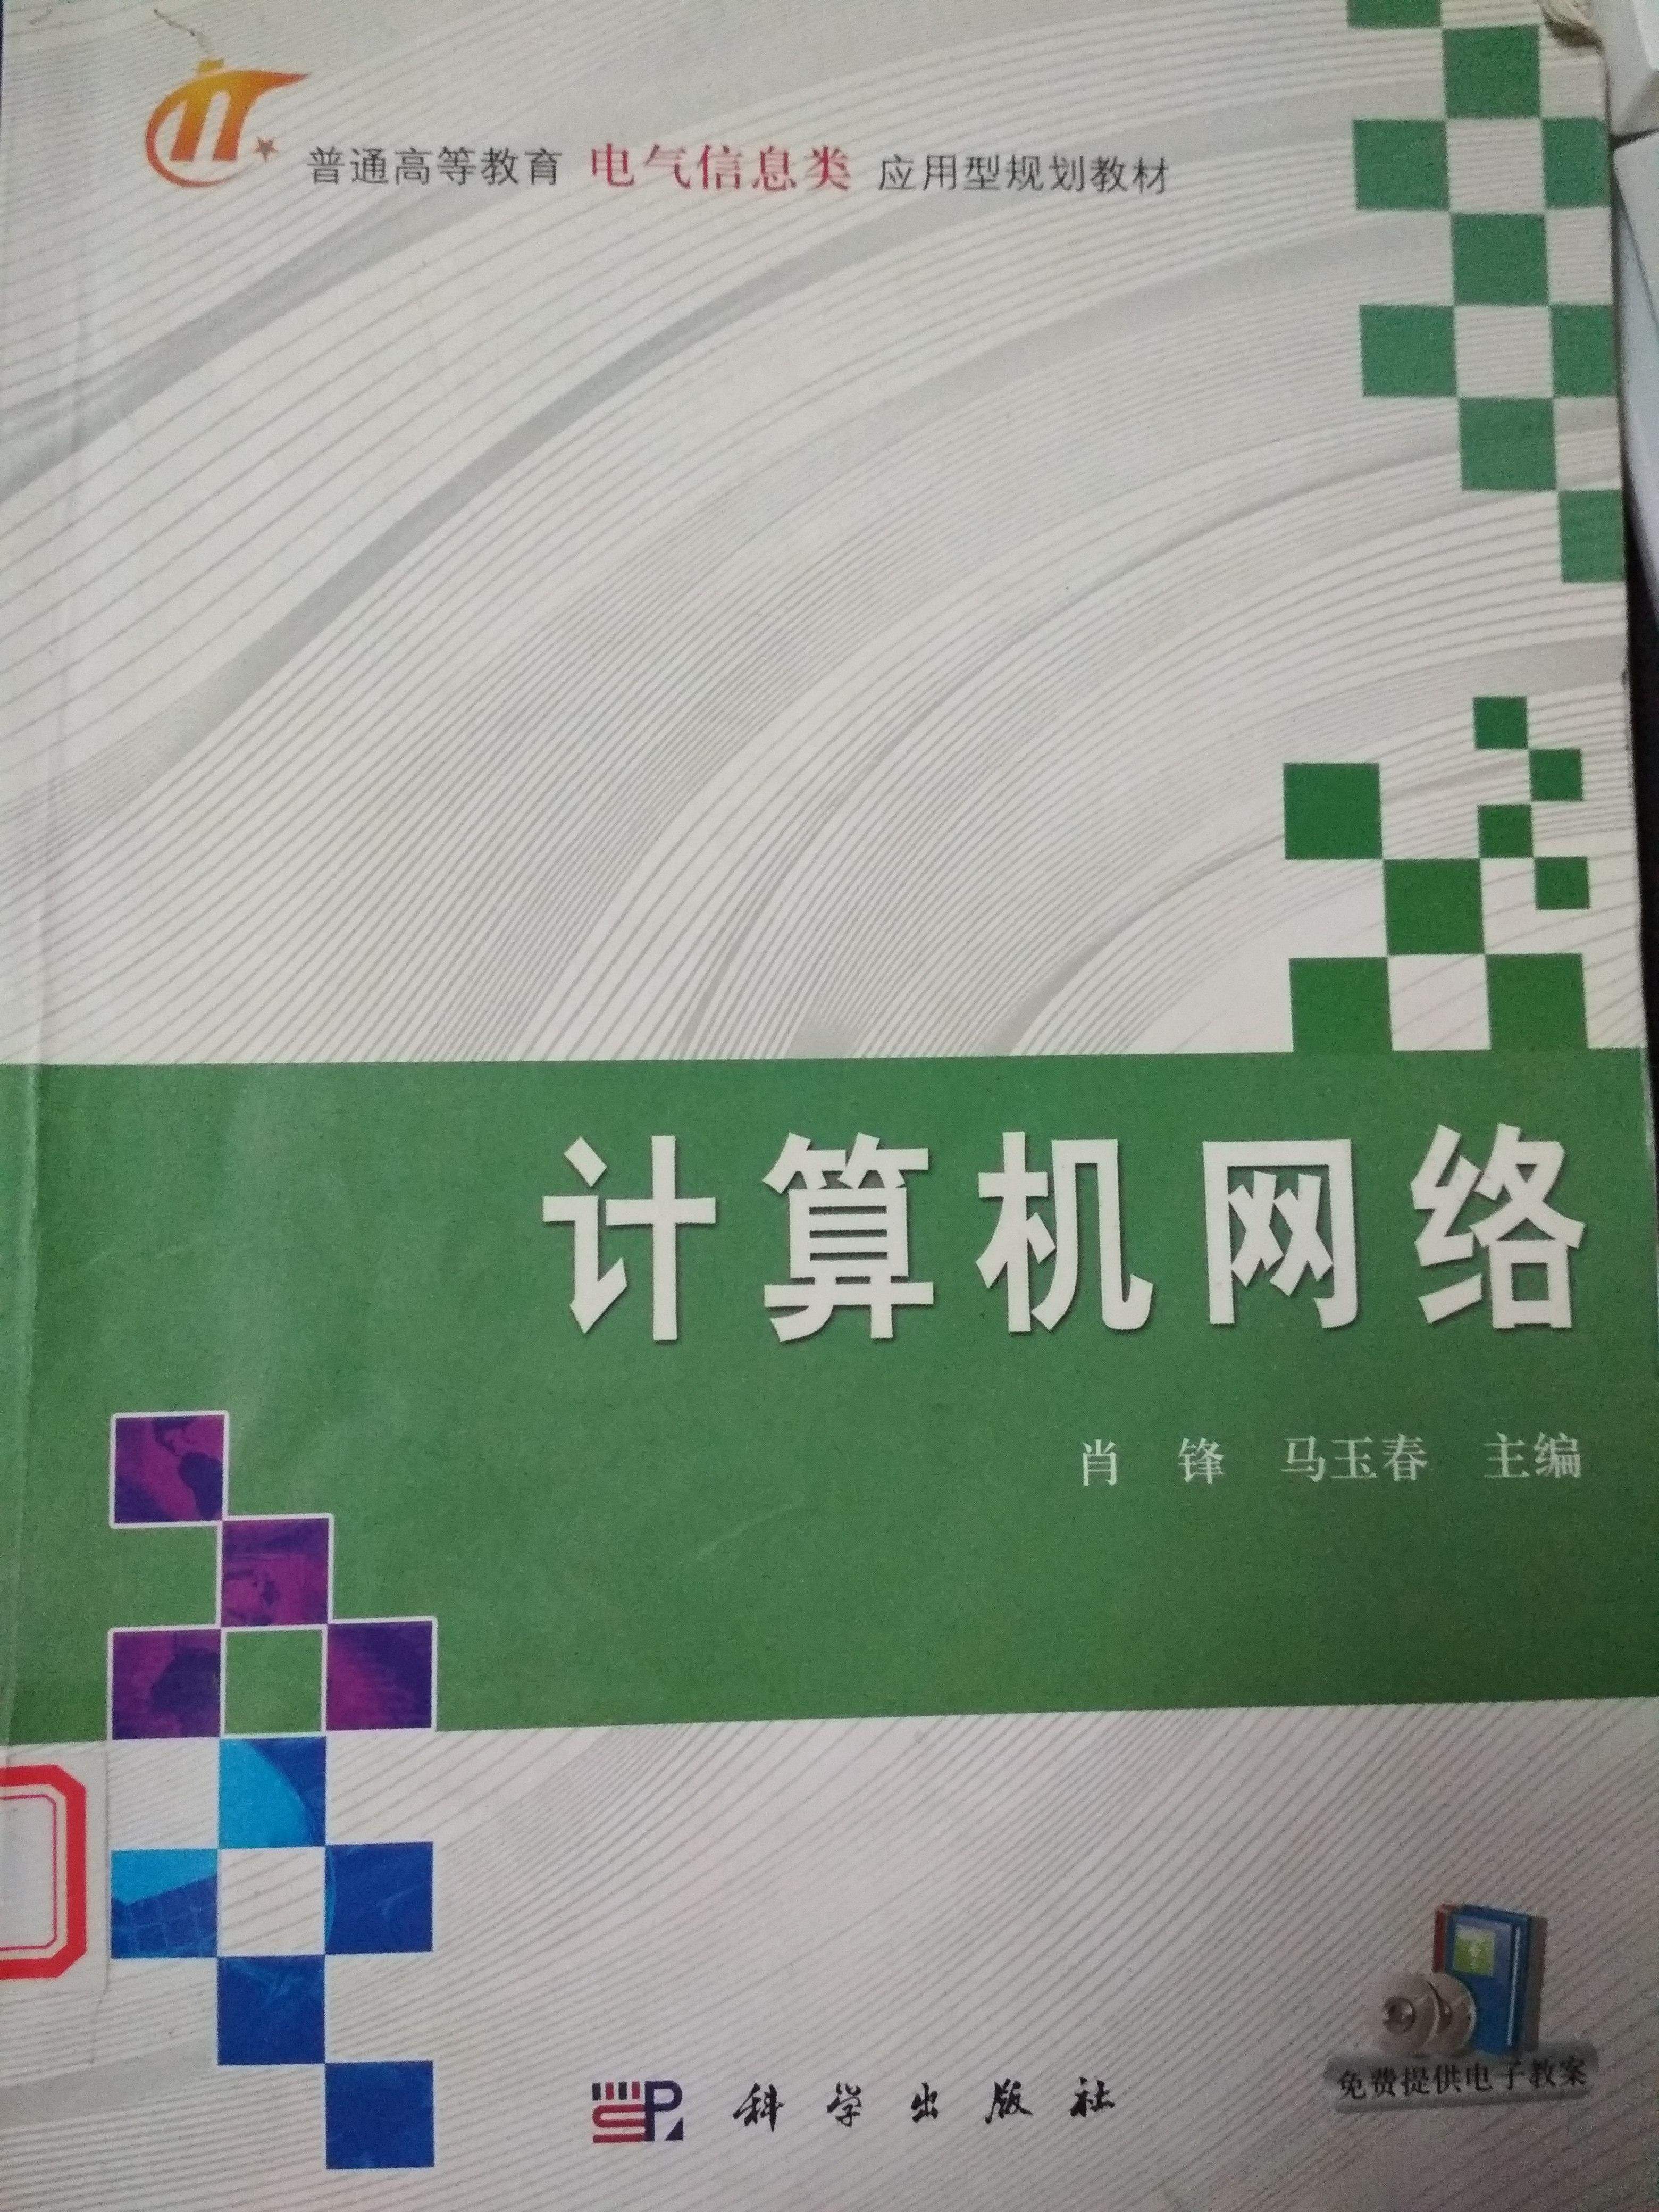 普通高等教育 电气信息类 应用型规划教材
计算机网络
肖 锋 马玉春 主编
免费提供电子教案
科学出版社